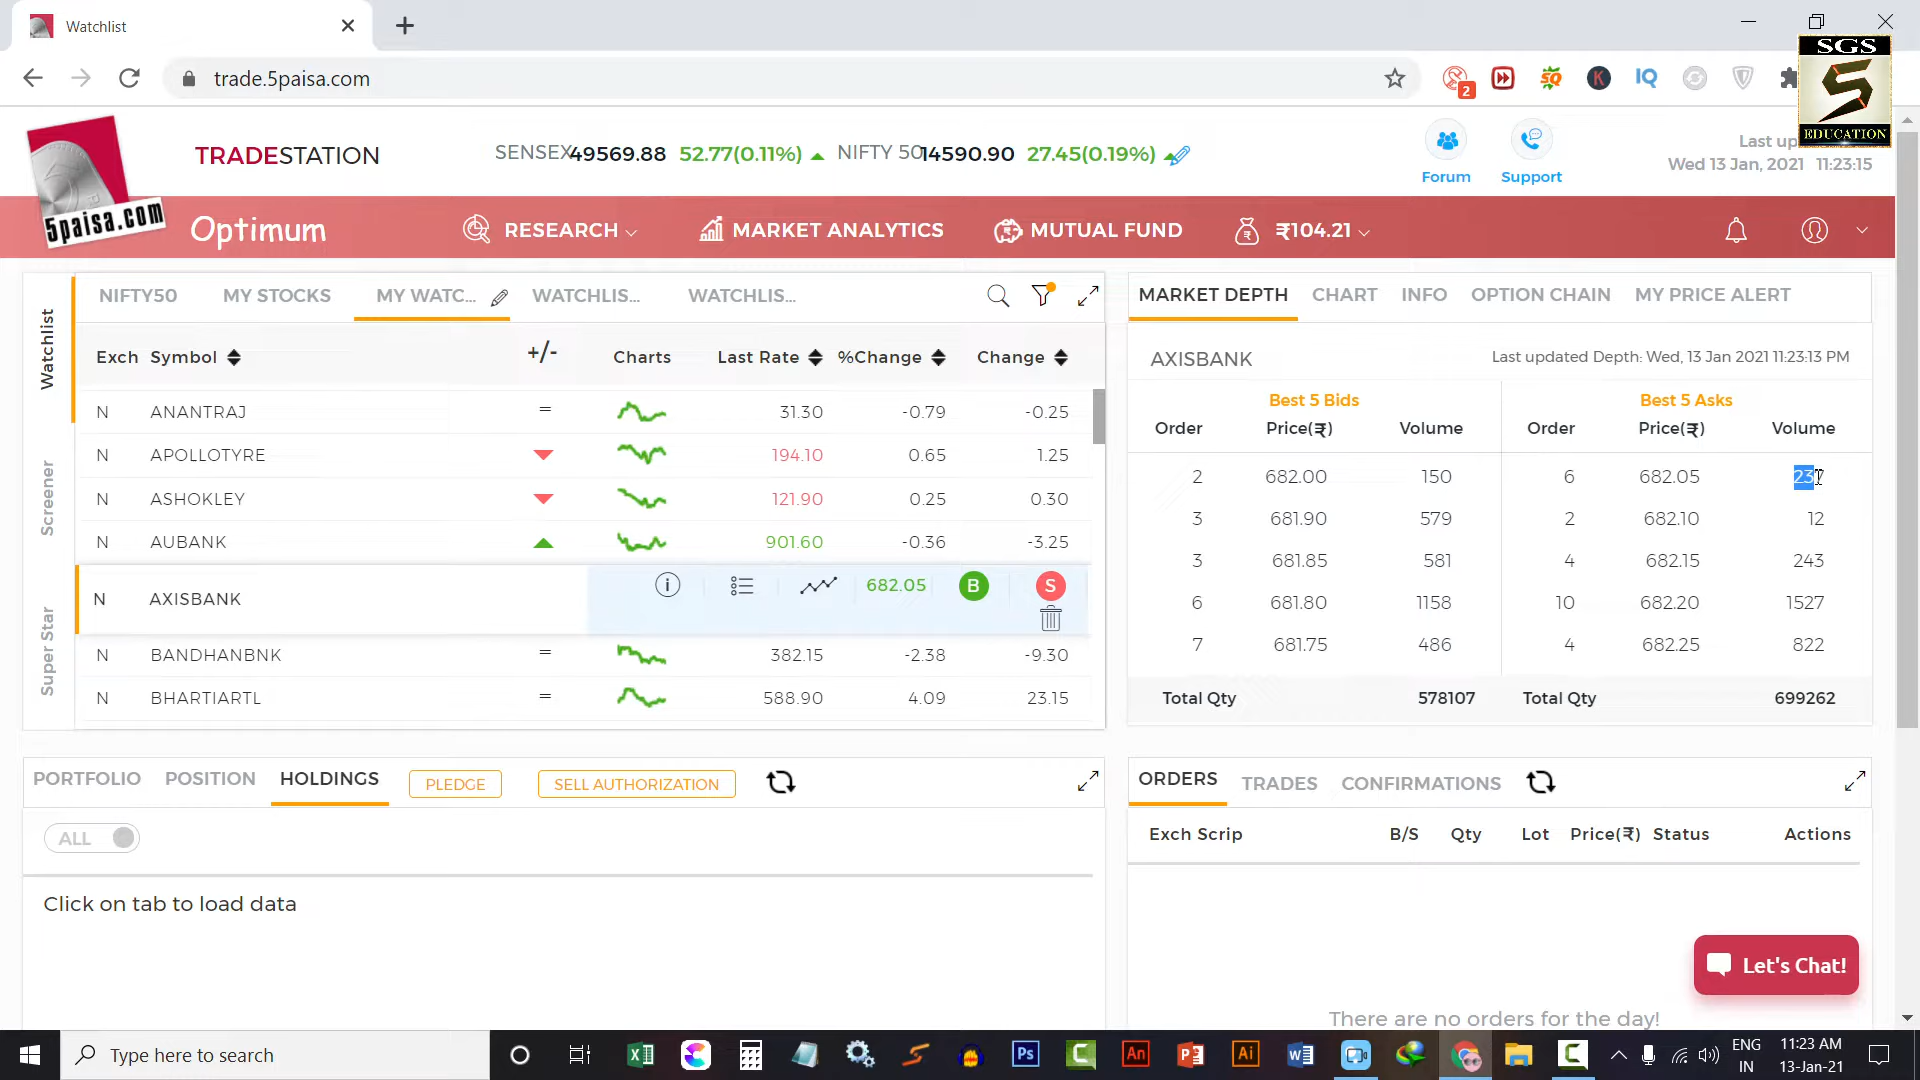 Watchlist
SGS
EDUCATION
trade.5paisa.com
2
IQ
K
TRADESTATION
SENSEX 49569.88 52.77(0.11%) NIFTY 50 14590.90 27.45(0.19%)
Forum
Support
Last up
Wed 13 Jan, 2021 11:23:15
5paisa.com
Optimum
RESEARCH
MARKET ANALYTICS
MUTUAL FUND
₹104.21
Watchlist
Screener
Super Star
NIFTY50 MY STOCKS MY WATC... WATCHLIS... WATCHLIS...
Exch Symbol +/- Charts Last Rate %Change Change
N ANANTRAJ = 31.30 -0.79 -0.25
N APOLLOTYRE 194.10 0.65 1.25
N ASHOKLEY 121.90 0.25 0.30
N AUBANK 901.60 -0.36 -3.25
N AXISBANK 682.05 B S
N BANDHANBNK = 382.15 -2.38 -9.30
N BHARTIARTL = 588.90 4.09 23.15
MARKET DEPTH CHART INFO OPTION CHAIN MY PRICE ALERT
AXISBANK
Last updated Depth: Wed, 13 Jan 2021 11:23:13 PM
Best 5 Bids Best 5 Asks
Order Price(₹) Volume Order Price(₹) Volume
2 682.00 150 6 682.05 237
3 681.90 579 2 682.10 12
3 681.85 581 4 682.15 243
6 681.80 1158 10 682.20 1527
7 681.75 486 4 682.25 822
Total Qty 578107 Total Qty 699262
PORTFOLIO POSITION HOLDINGS PLEDGE SELL AUTHORIZATION
ALL
Click on tab to load data
ORDERS TRADES CONFIRMATIONS
Exch Scrip B/S Qty Lot Price(₹) Status Actions
There are no orders for the day!
Let's Chat!
Type here to search
Ps
An
Ai
ENG
IN
11:23 AM
13-Jan-21